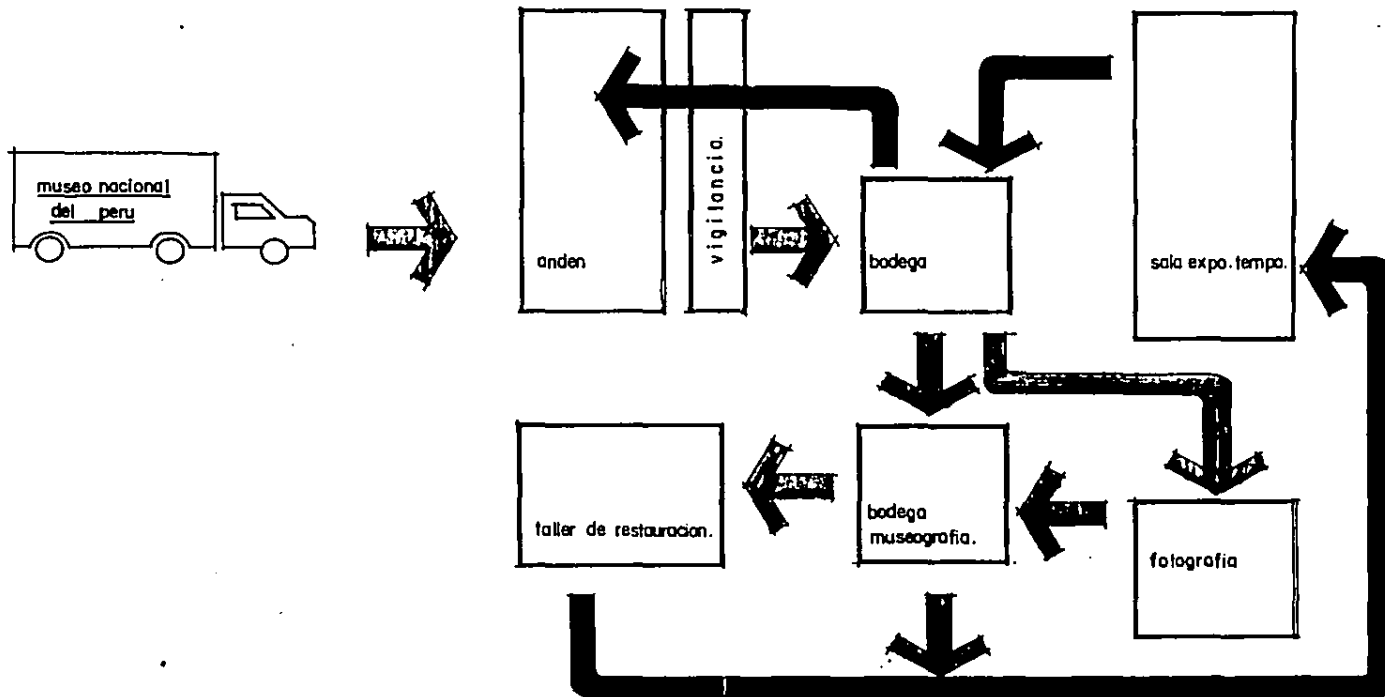 museo nacional
del peru
anden
vigilancia.
bodega
sala expo. tempo.
taller de restauracion.
bodega
museografia.
fotografia